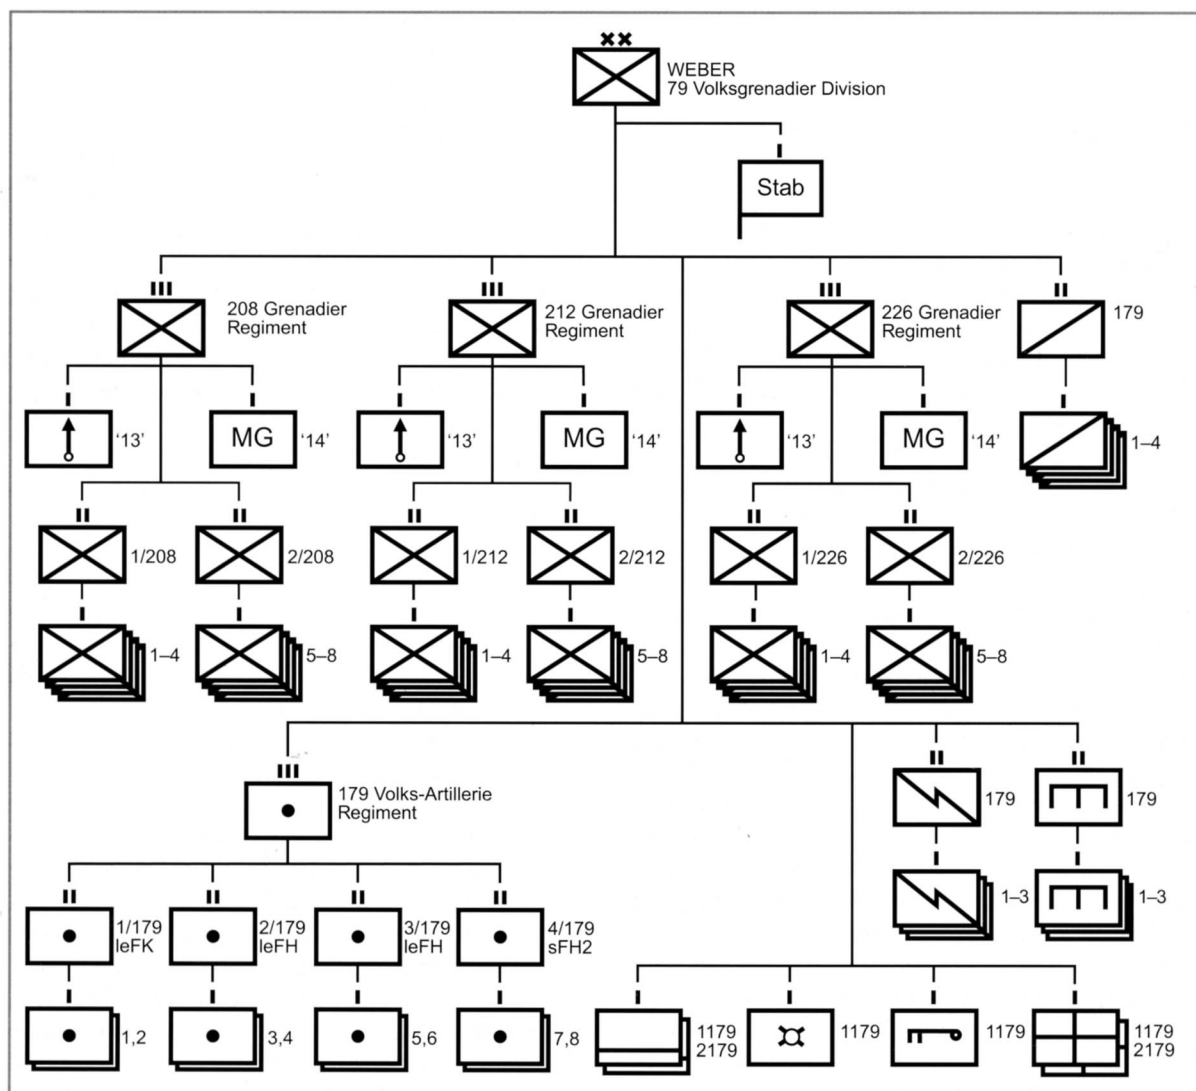 WEBER
79 Volksgrenadier Division
Stab
208 Grenadier
Regiment
212 Grenadier
Regiment
226 Grenadier
Regiment
179
‘13’
MG
‘14’
‘13’
MG
‘14’
‘13’
MG
‘14’
1–4
1/208
2/208
1/212
2/212
1/226
2/226
1–4
5–8
1–4
5–8
1–4
5–8
179 Volks-Artillerie
Regiment
179
179
1–3
1–3
1/179
leFK
2/179
leFH
3/179
leFH
4/179
sFH2
1,2
3,4
5,6
7,8
1179
2179
1179
1179
1179
2179